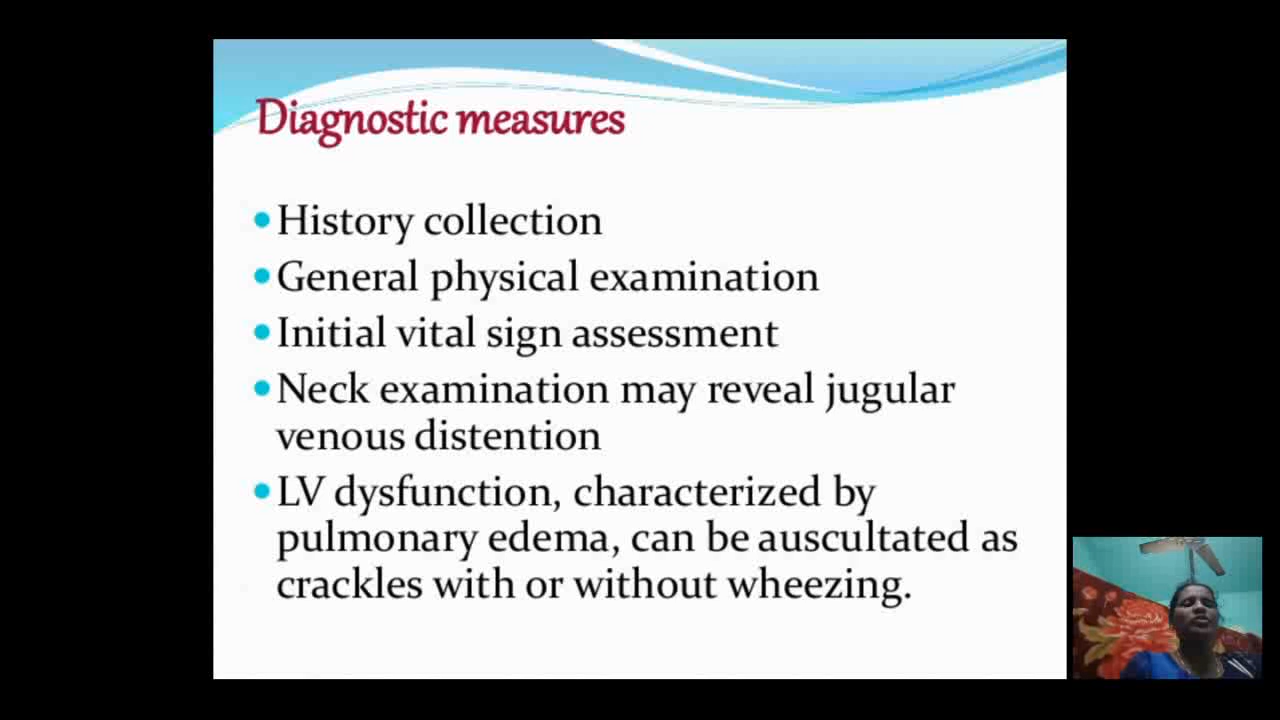 Diagnostic measures
•History collection
•General physical examination
•Initial vital sign assessment
•Neck examination may reveal jugular
venous distention
•LV dysfunction, characterized by
pulmonary edema, can be auscultated as
crackles with or without wheezing.